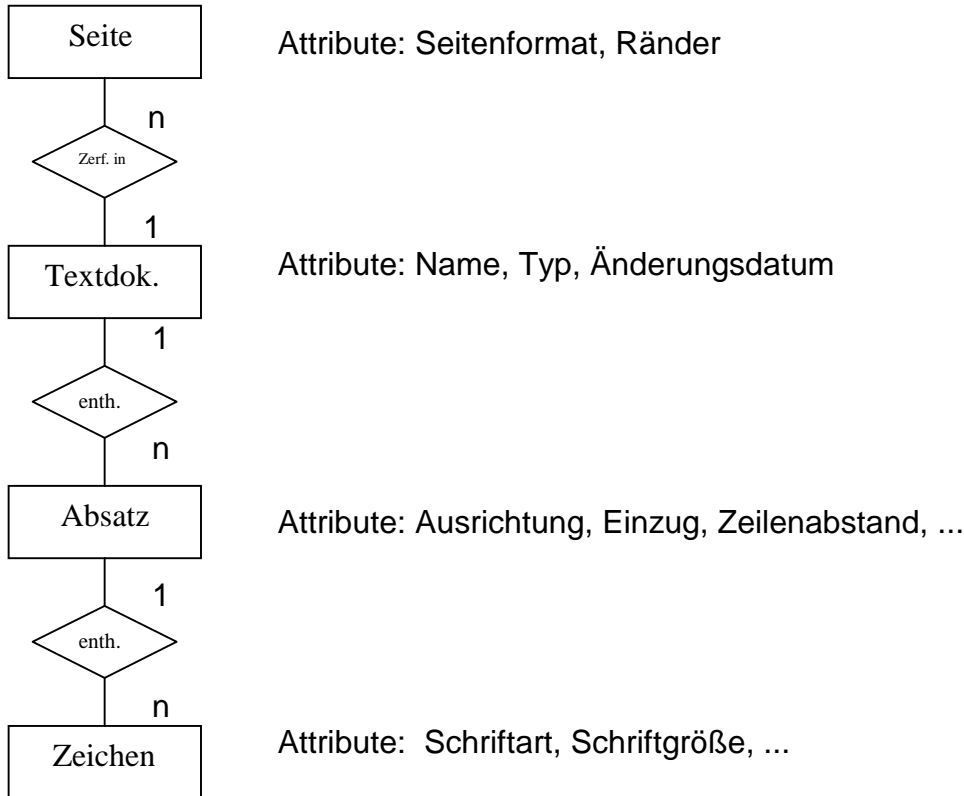 Seite
Attribute: Seitenformat, Ränder
n
Zerf. in
1
Textdok.
Attribute: Name, Typ, Änderungsdatum
1
enth.
n
Absatz
Attribute: Ausrichtung, Einzug, Zeilenabstand, ...
1
enth.
n
Zeichen
Attribute: Schriftart, Schriftgröße, ...